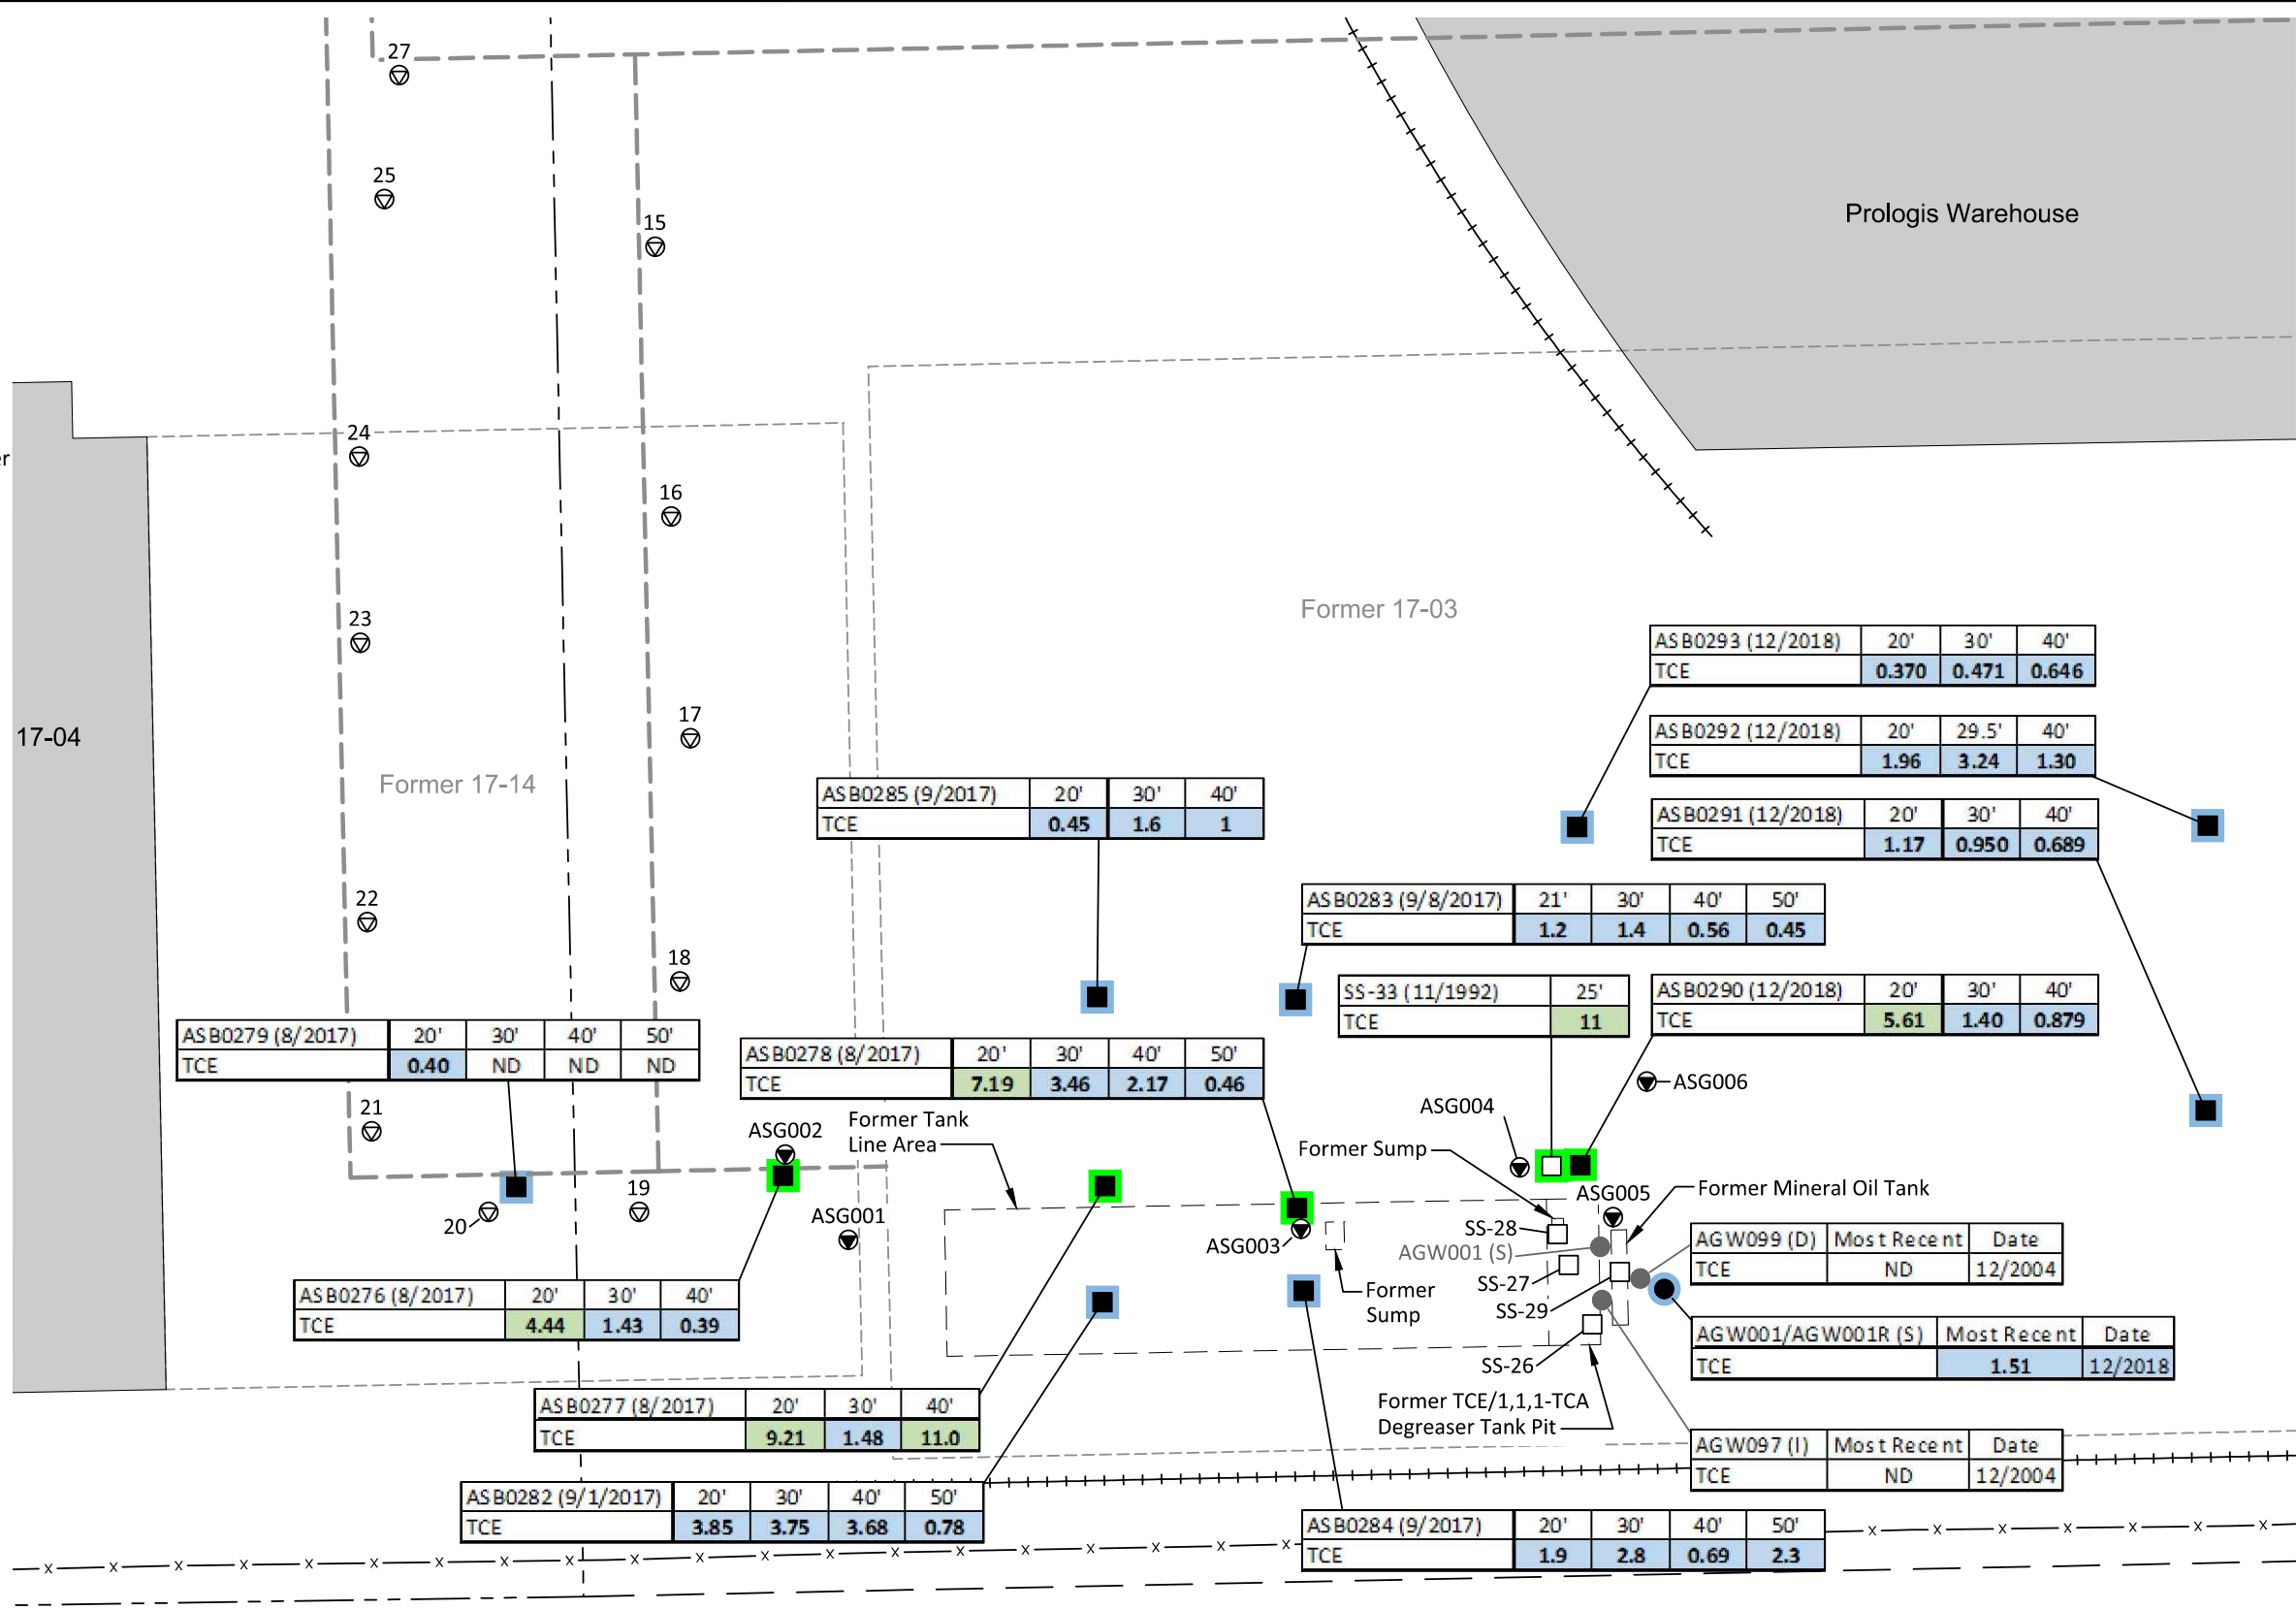 27
25
15
Prologis Warehouse
24
16
23
Former 17-03
17
17-04
Former 17-14
22
18
ASB0293 (12/2018) 20' 30' 40'
TCE 0.370 0.471 0.646
ASB0292 (12/2018) 20' 29.5' 40'
TCE 1.96 3.24 1.30
ASB0285 (9/2017) 20' 30' 40'
TCE 0.45 1.6 1
ASB0291 (12/2018) 20' 30' 40'
TCE 1.17 0.950 0.689
ASB0283 (9/8/2017) 21' 30' 40' 50'
TCE 1.2 1.4 0.56 0.45
SS-33 (11/1992) 25'
TCE 11
ASB0290 (12/2018) 20' 30' 40'
TCE 5.61 1.40 0.879
ASB0279 (8/2017) 20' 30' 40' 50'
TCE 0.40 ND ND ND
ASB0278 (8/2017) 20' 30' 40' 50'
TCE 7.19 3.46 2.17 0.46
ASG006
21
ASG002
Former Tank
Line Area
ASG004
Former Sump
20
19
ASG001
ASG003
ASG005
Former Mineral Oil Tank
SS-28
AGW001 (S)
SS-27
SS-29
Former
Sump
AGW099 (D) Most Recent Date
TCE ND 12/2004
ASB0276 (8/2017) 20' 30' 40'
TCE 4.44 1.43 0.39
AGW001/AGW001R (S) Most Recent Date
TCE 1.51 12/2018
SS-26
Former TCE/1,1,1-TCA
Degreaser Tank Pit
ASB0277 (8/2017) 20' 30' 40'
TCE 9.21 1.48 11.0
AGW097 (I) Most Recent Date
TCE ND 12/2004
ASB0282 (9/1/2017) 20' 30' 40' 50'
TCE 3.85 3.75 3.68 0.78
ASB0284 (9/2017) 20' 30' 40' 50'
TCE 1.9 2.8 0.69 2.3